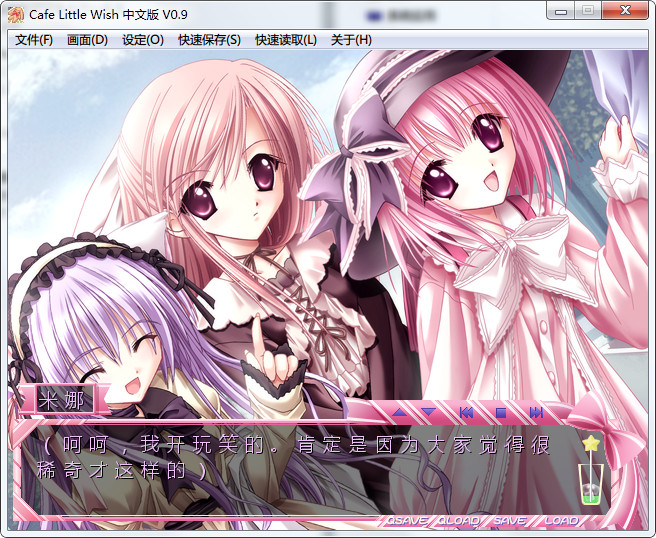 Cafe Little Wish 中文版 V0.9
文件(F) 画面(D) 设定(O) 快速保存(S) 快速读取(L) 关于(H)
米娜
（呵呵，我开玩笑的。肯定是因为大家觉得很
稀奇才这样的）
QSAVE QLOAD SAVE LOAD